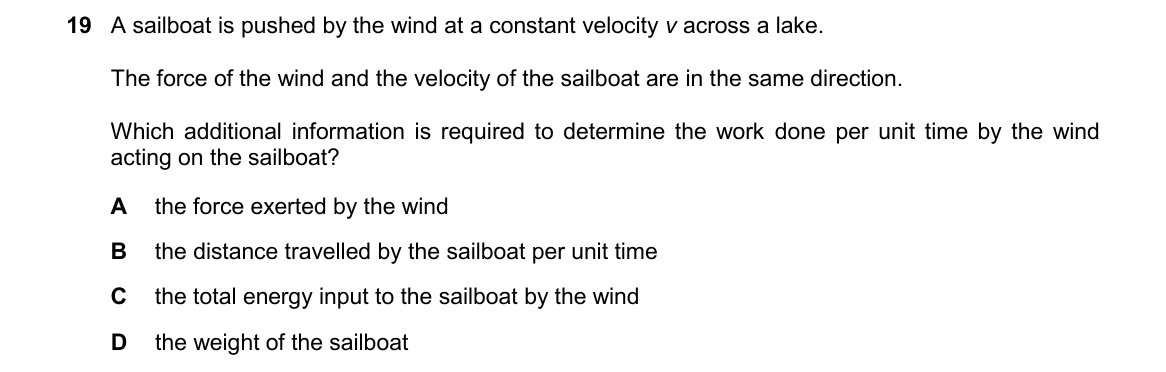 19 A sailboat is pushed by the wind at a constant velocity v across a lake.
The force of the wind and the velocity of the sailboat are in the same direction.
Which additional information is required to determine the work done per unit time by the wind
acting on the sailboat?
A the force exerted by the wind
B the distance travelled by the sailboat per unit time
C the total energy input to the sailboat by the wind
D the weight of the sailboat